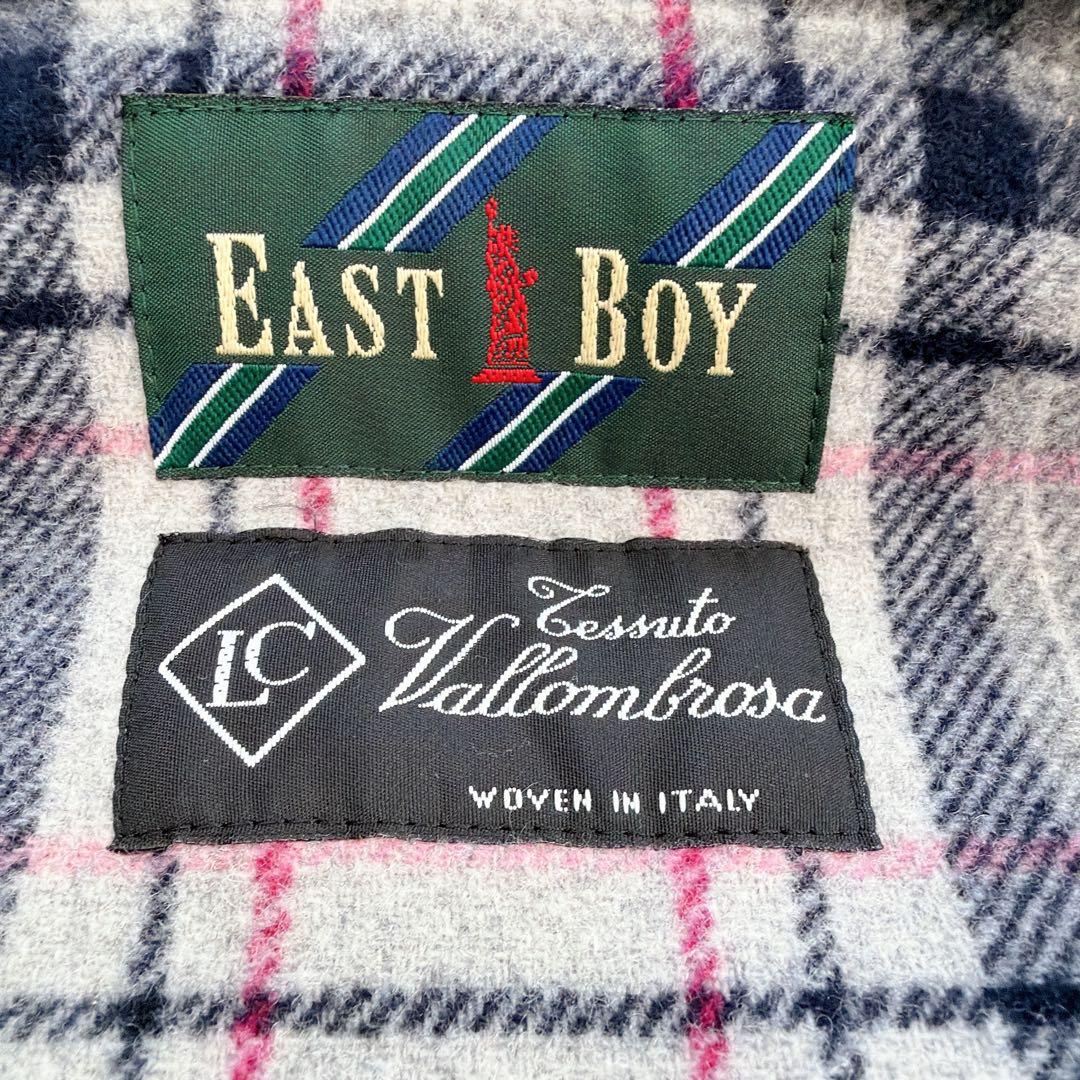 EAST BOY
LC
Tessuto
Vallombrosa
WOVEN IN ITALY